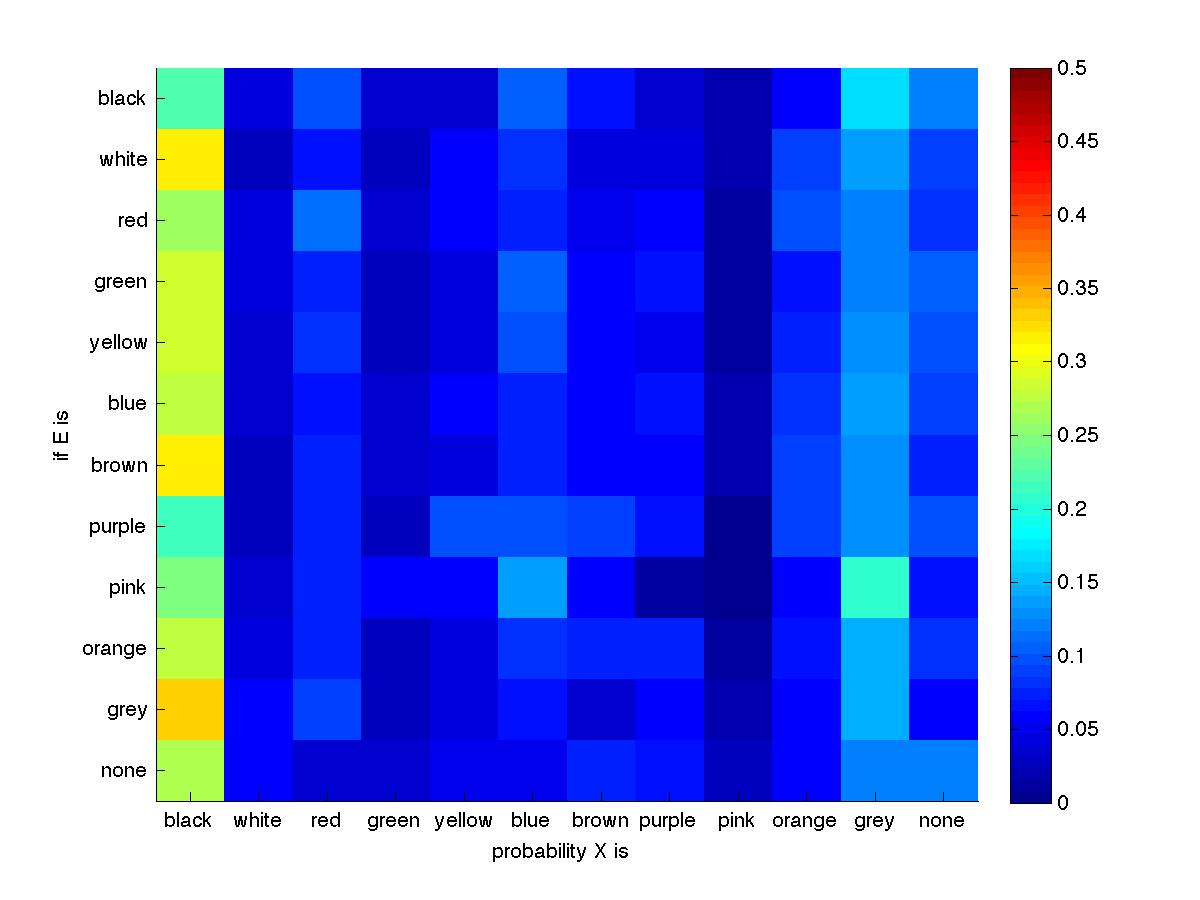 if E is
black
white
red
green
yellow
blue
brown
purple
pink
orange
grey
none
black white red green yellow blue brown purple pink orange grey none
probability X is
0.5
0.45
0.4
0.35
0.3
0.25
0.2
0.15
0.1
0.05
0